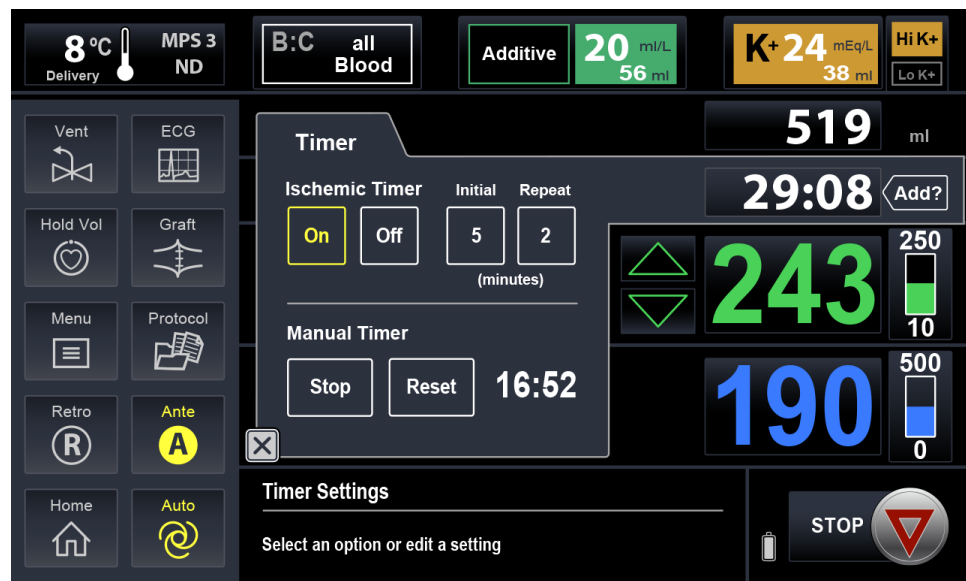 8 °C
Delivery
MPS 3
ND
B:C all
Blood
Additive
20 ml/L
56 ml
K+ 24 mEq/L
38 ml
Hi K+
Lo K+
Vent
ECG
Hold Vol
Graft
Menu
Protocol
Retro
R
Ante
A
Home
Auto
Timer
Ischemic Timer
Initial
Repeat
On
Off
5
2
(minutes)
Manual Timer
Stop
Reset
16:52
519 ml
29:08
Add?
243
250
10
190
500
0
Timer Settings
Select an option or edit a setting
STOP